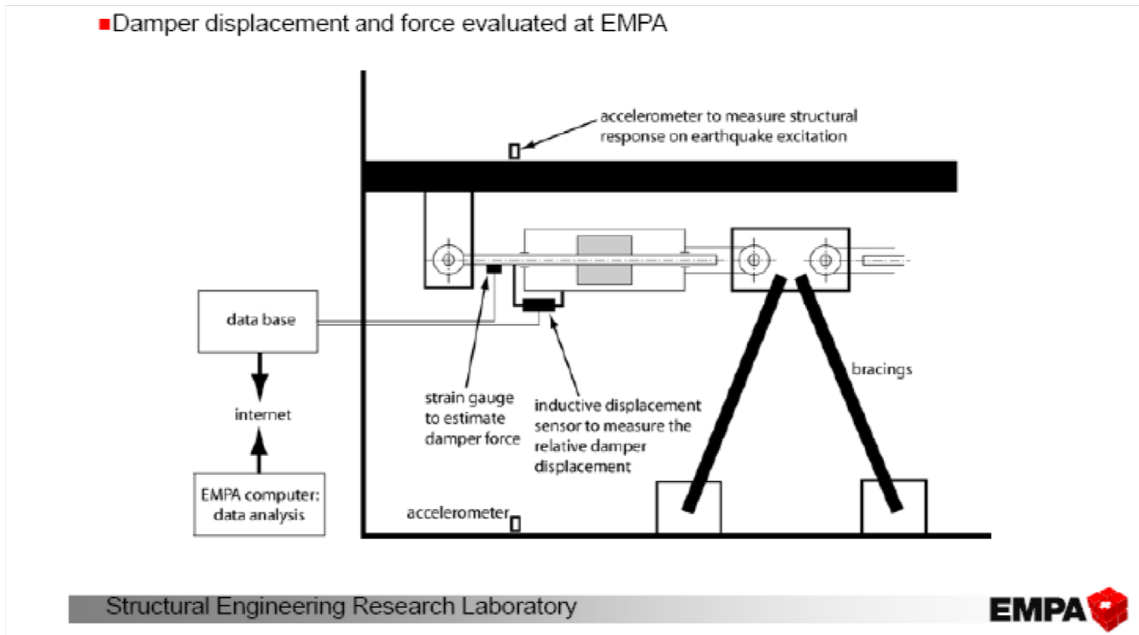 Damper displacement and force evaluated at EMPA
accelerometer to measure structural
response on earthquake excitation
data base
internet
EMPA computer:
data analysis
strain gauge
to estimate
damper force
inductive displacement
sensor to measure the
relative damper
displacement
bracings
accelerometer
Structural Engineering Research Laboratory
EMPA